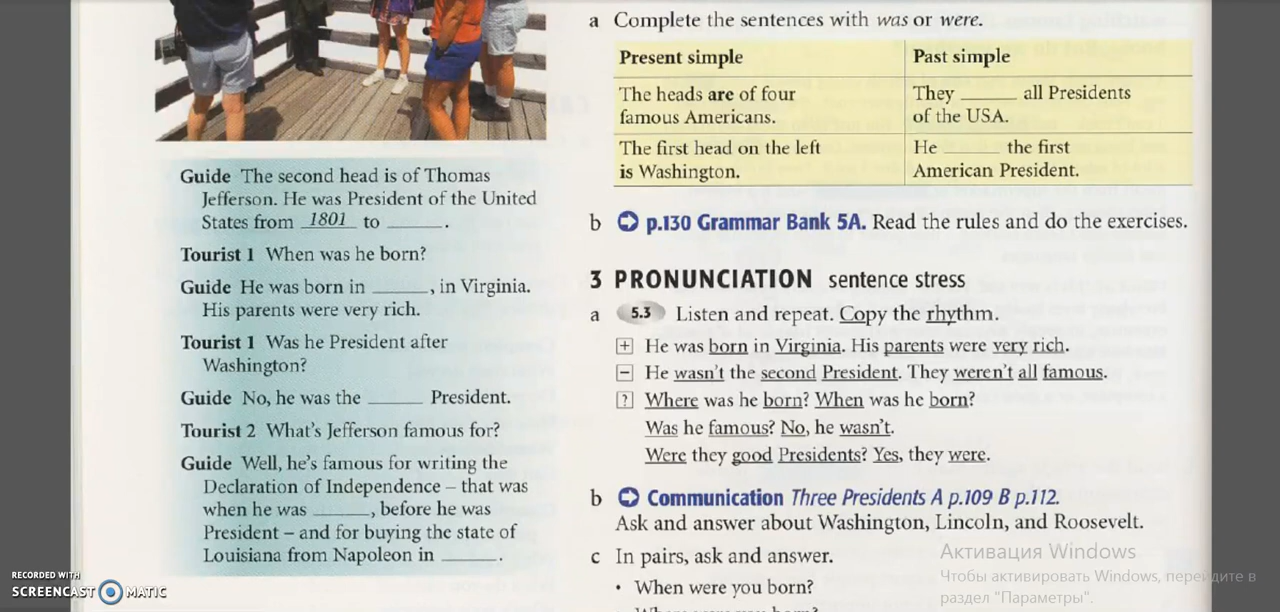 Guide The second head is of Thomas
Jefferson. He was President of the United
States from 1801 to ______.
Tourist 1 When was he born?
Guide He was born in ______, in Virginia.
His parents were very rich.
Tourist 1 Was he President after
Washington?
Guide No, he was the ______ President.
Tourist 2 What's Jefferson famous for?
Guide Well, he's famous for writing the
Declaration of Independence – that was
when he was ______, before he was
President – and for buying the state of
Louisiana from Napoleon in ______.
a Complete the sentences with was or were.
Present simple Past simple
The heads are of four They ______ all Presidents
famous Americans. of the USA.
The first head on the left He ______ the first
is Washington. American President.
b p.130 Grammar Bank 5A. Read the rules and do the exercises.
3 PRONUNCIATION sentence stress
a 5.3 Listen and repeat. Copy the rhythm.
+ He was born in Virginia. His parents were very rich.
− He wasn't the second President. They weren't all famous.
? Where was he born? When was he born?
Was he famous? No, he wasn't.
Were they good Presidents? Yes, they were.
b Communication Three Presidents A p.109 B p.112.
Ask and answer about Washington, Lincoln, and Roosevelt.
c In pairs, ask and answer.
• When were you born?
Активация Windows
Чтобы активировать Windows, перейдите в
раздел "Параметры".
RECORDED WITH
SCREENCAST MATIC